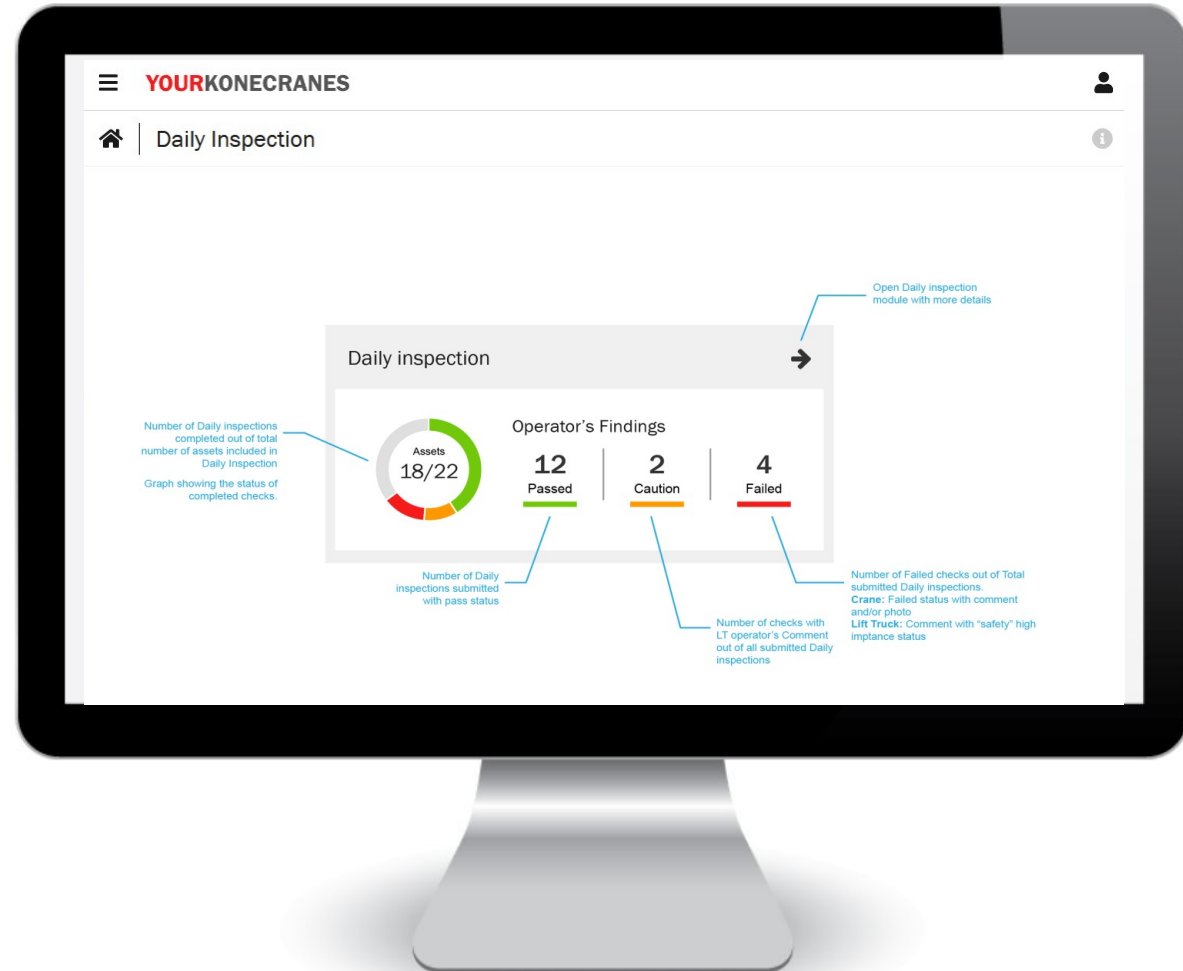 YOURKONECRANES
Daily Inspection
Open Daily inspection
module with more details
Daily inspection
Number of Daily inspections
completed out of total
number of assets included in
Daily Inspection
Graph showing the status of
completed checks.
Assets
18/22
Operator's Findings
12
Passed
2
Caution
4
Failed
Number of Daily
inspections submitted
with pass status
Number of checks with
LT operator's Comment
out of all submitted Daily
inspections
Number of Failed checks out of Total
submitted Daily inspections.
Crane: Failed status with comment
and/or photo
Lift Truck: Comment with "safety" high
imptance status